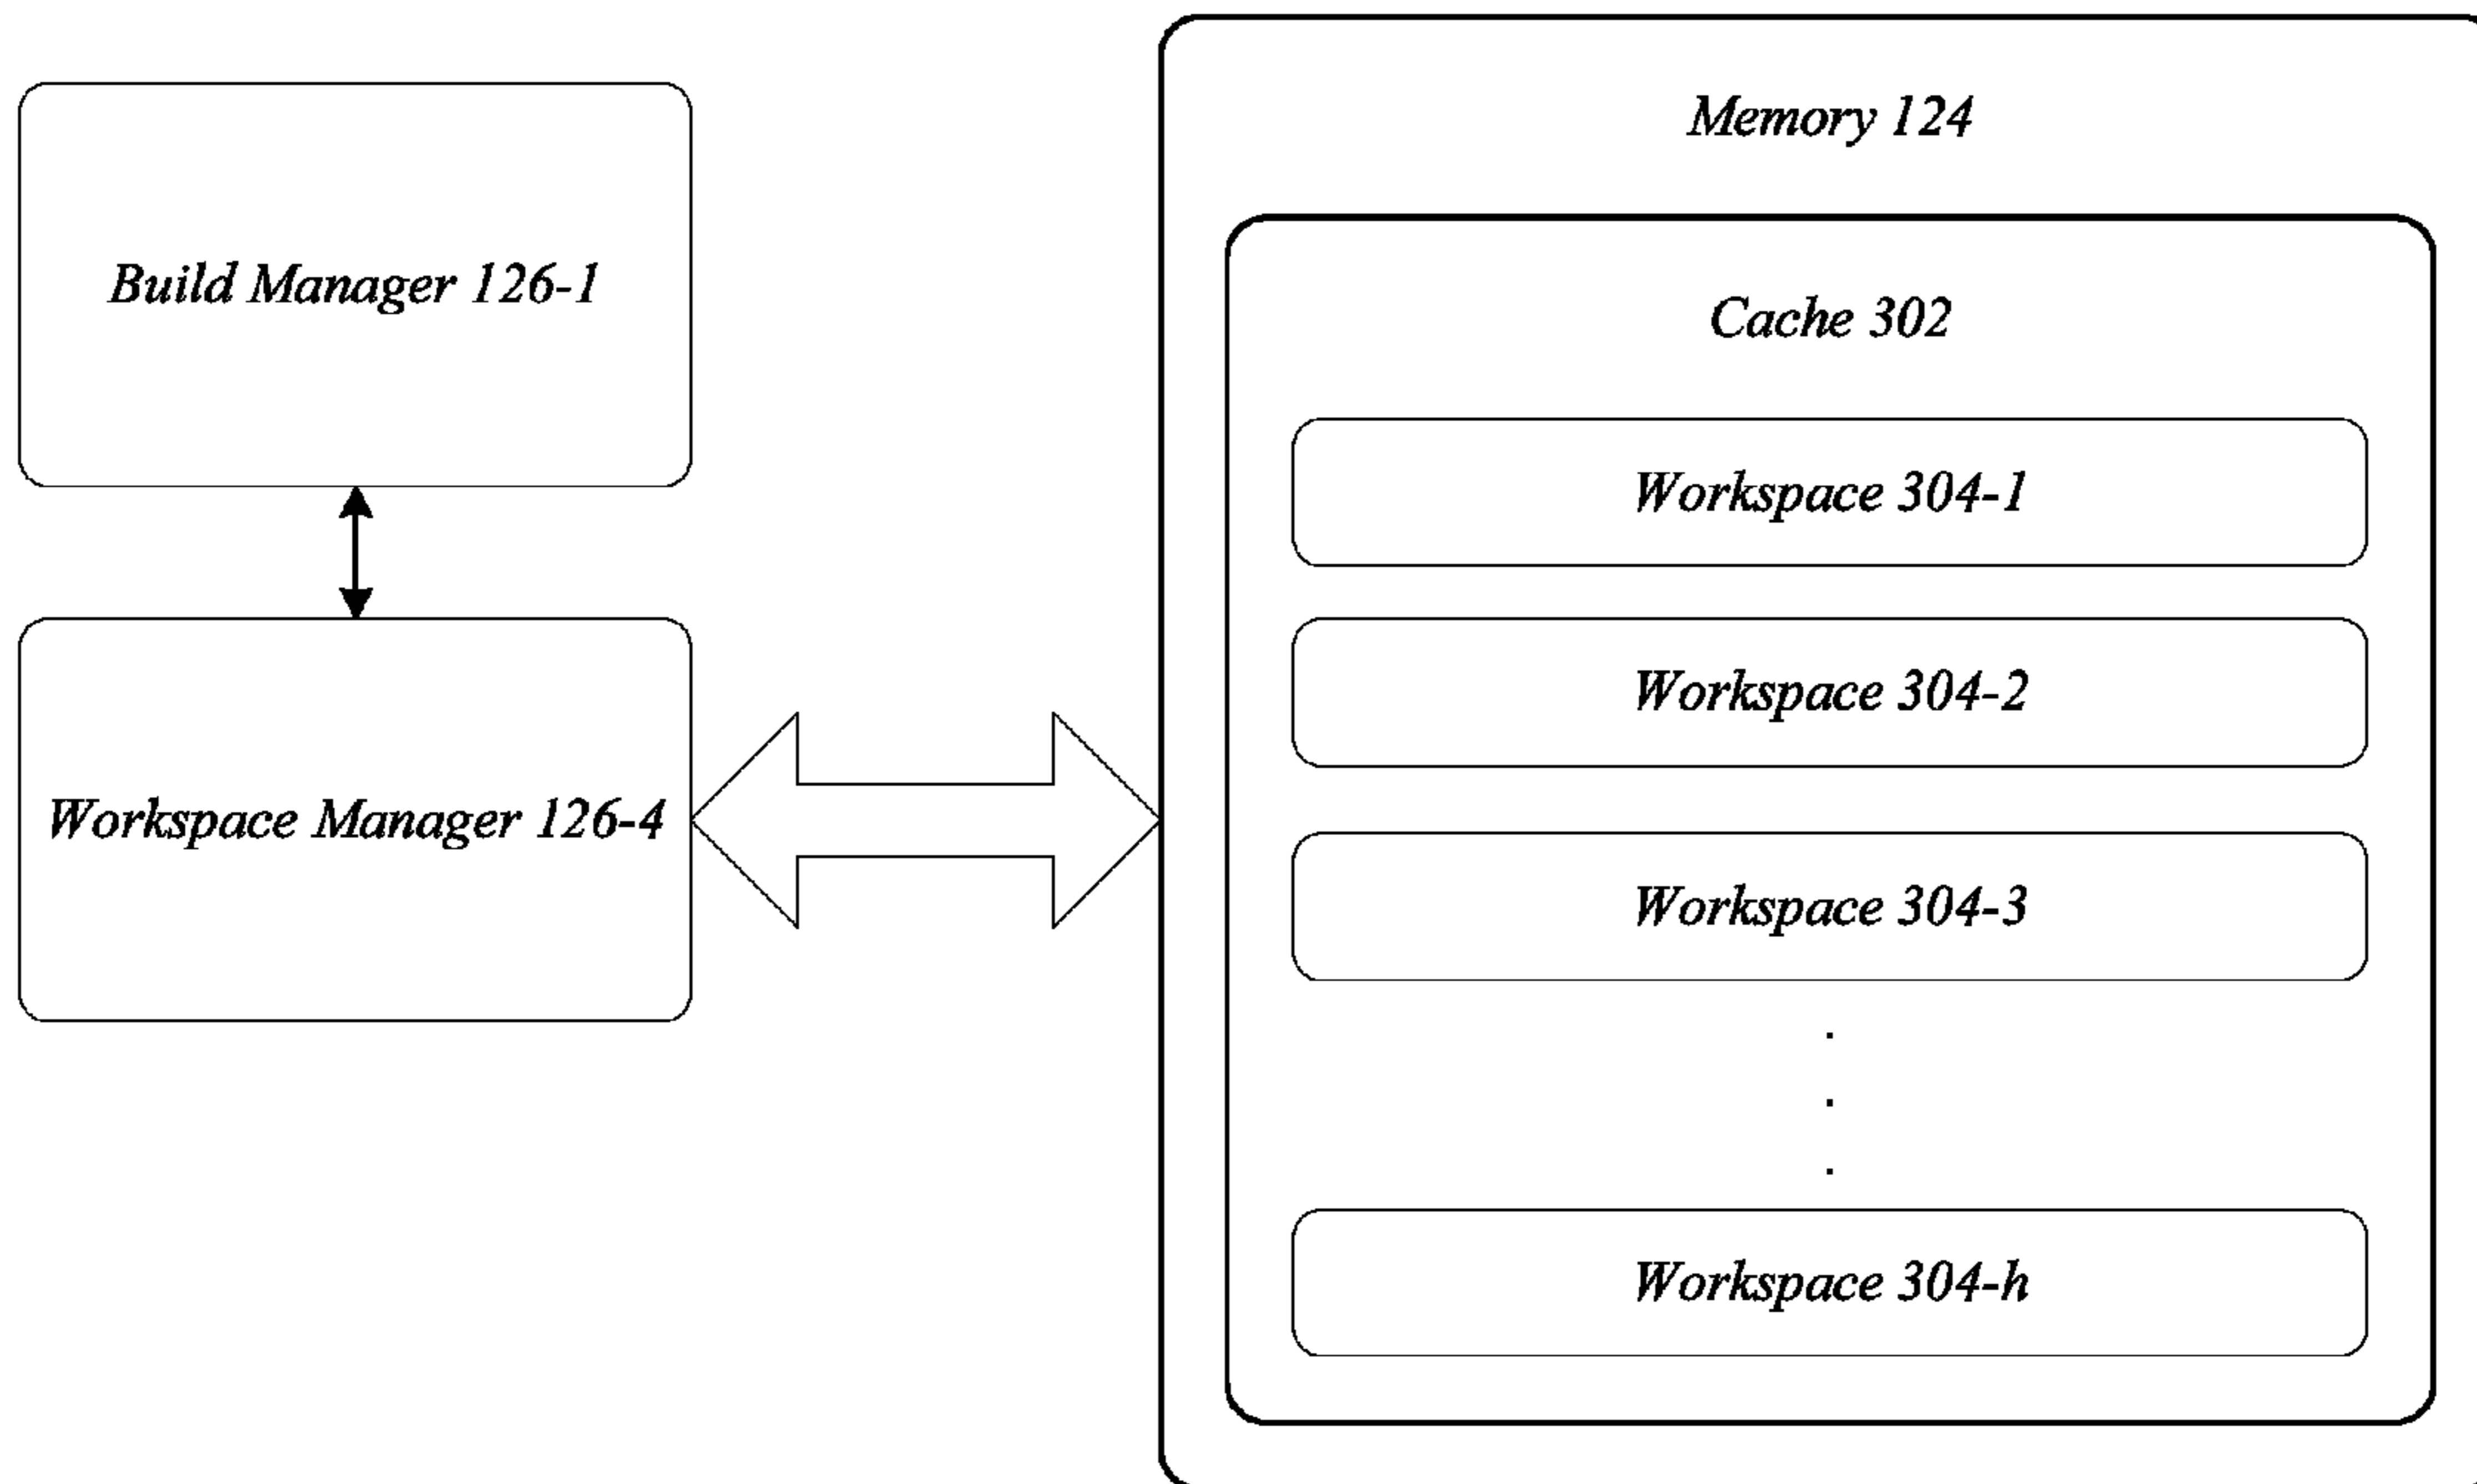 Memory 124
Build Manager 126-1
Cache 302
Workspace 304-1
Workspace 304-2
Workspace Manager 126-4
Workspace 304-3
.
.
.
Workspace 304-h